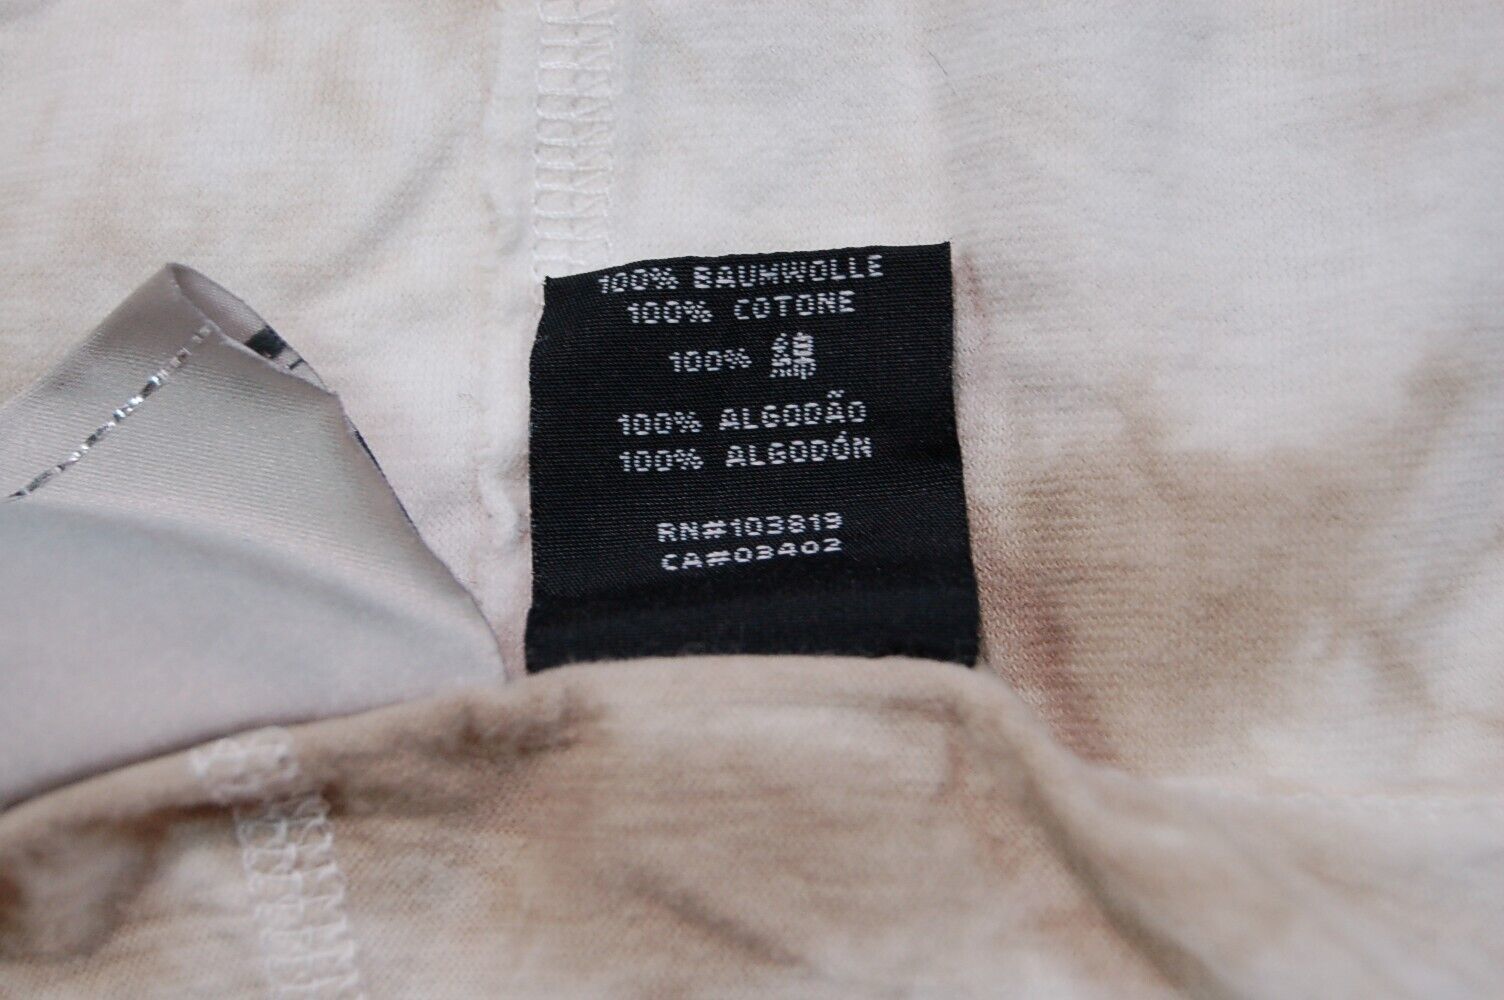 100% BAUMWOLLE
100% COTONE
100% 綿
100% ALGODÃO
100% ALGODÓN
RN#103819
CA#03402